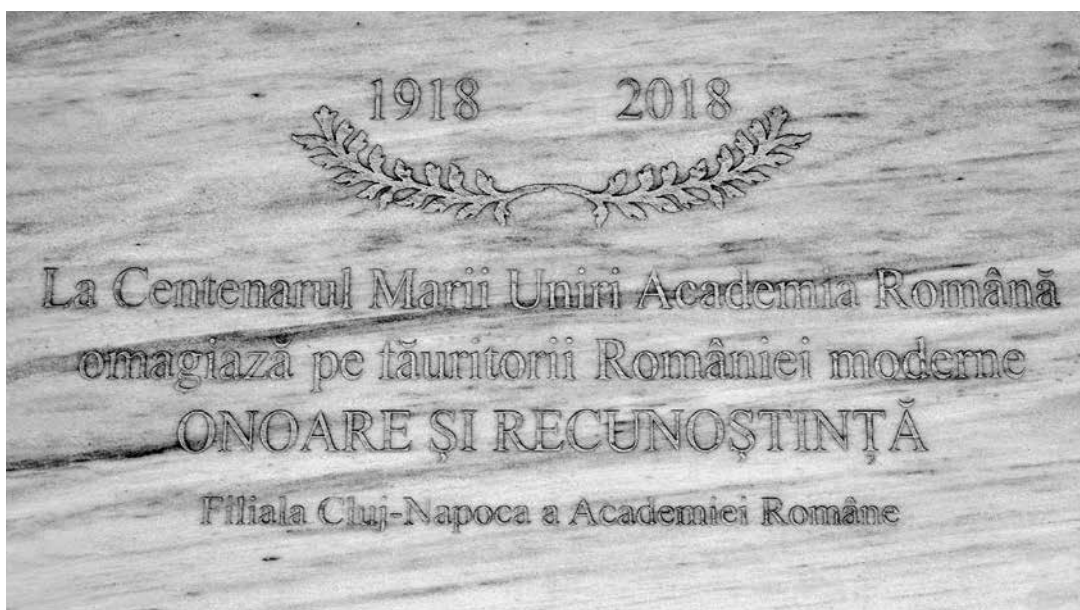 1918 2018
La Centenarul Marii Uniri Academia Română
omagiază pe făuritorii României moderne
ONOARE ȘI RECUNOȘTINȚĂ
Filiala Cluj-Napoca a Academiei Române